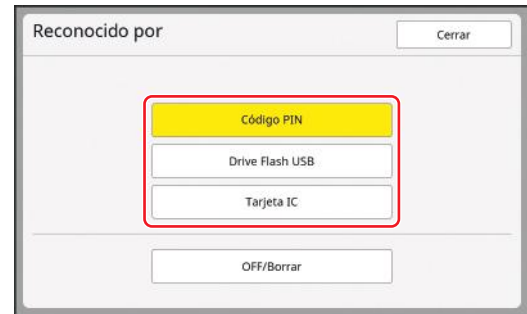 Reconocido por
Cerrar
Código PIN
Drive Flash USB
Tarjeta IC
OFF/Borrar